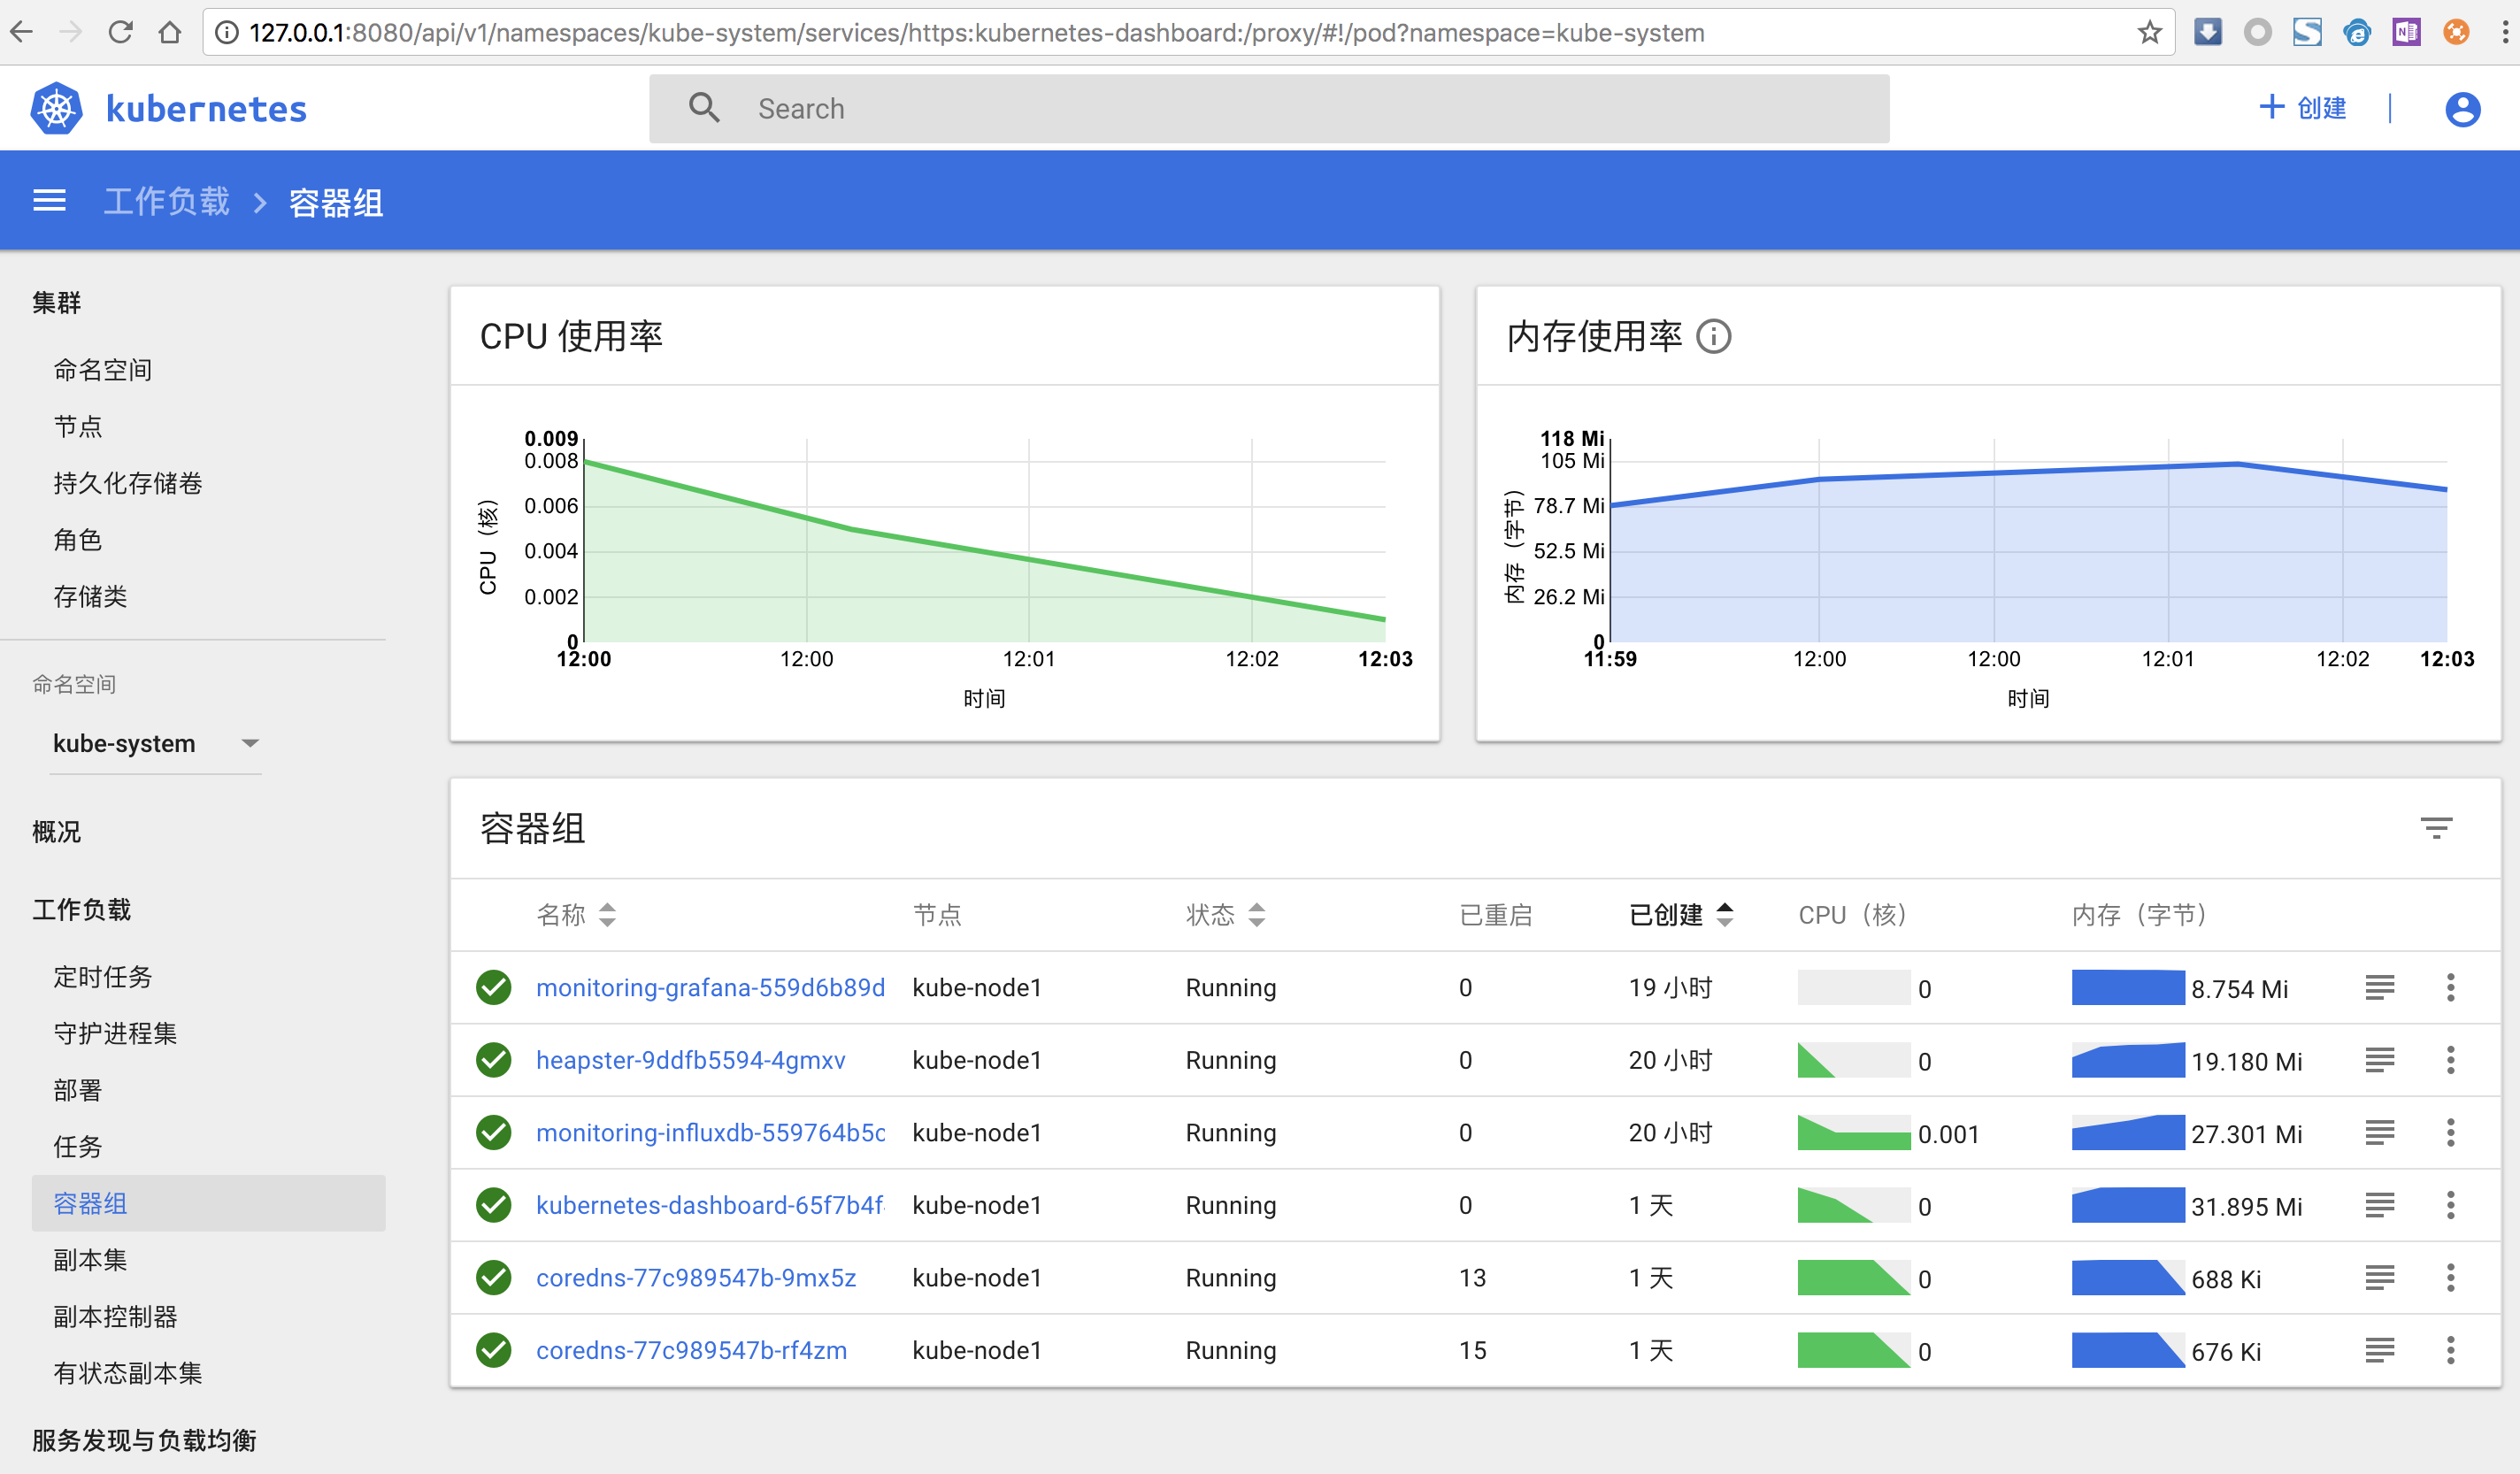 127.0.0.1:8080/api/v1/namespaces/kube-system/services/https:kubernetes-dashboard:/proxy/#!/pod?namespace=kube-system
kubernetes
Search
创建
工作负载
容器组
集群
命名空间
节点
持久化存储卷
角色
存储类
命名空间
kube-system
概况
工作负载
定时任务
守护进程集
部署
任务
容器组
副本集
副本控制器
有状态副本集
服务发现与负载均衡
CPU 使用率
CPU（核）
0.009
0.008
0.006
0.004
0.002
0
12:00 12:00 12:01 12:02 12:03
时间
内存使用率
内存（字节）
118 Mi
105 Mi
78.7 Mi
52.5 Mi
26.2 Mi
0
11:59 12:00 12:00 12:01 12:02 12:03
时间
容器组
名称 节点 状态 已重启 已创建 CPU（核） 内存（字节）
monitoring-grafana-559d6b89d kube-node1 Running 0 19 小时 0 8.754 Mi
heapster-9ddfb5594-4gmxv kube-node1 Running 0 20 小时 0 19.180 Mi
monitoring-influxdb-559764b5c kube-node1 Running 0 20 小时 0.001 27.301 Mi
kubernetes-dashboard-65f7b4f kube-node1 Running 0 1 天 0 31.895 Mi
coredns-77c989547b-9mx5z kube-node1 Running 13 1 天 0 688 Ki
coredns-77c989547b-rf4zm kube-node1 Running 15 1 天 0 676 Ki